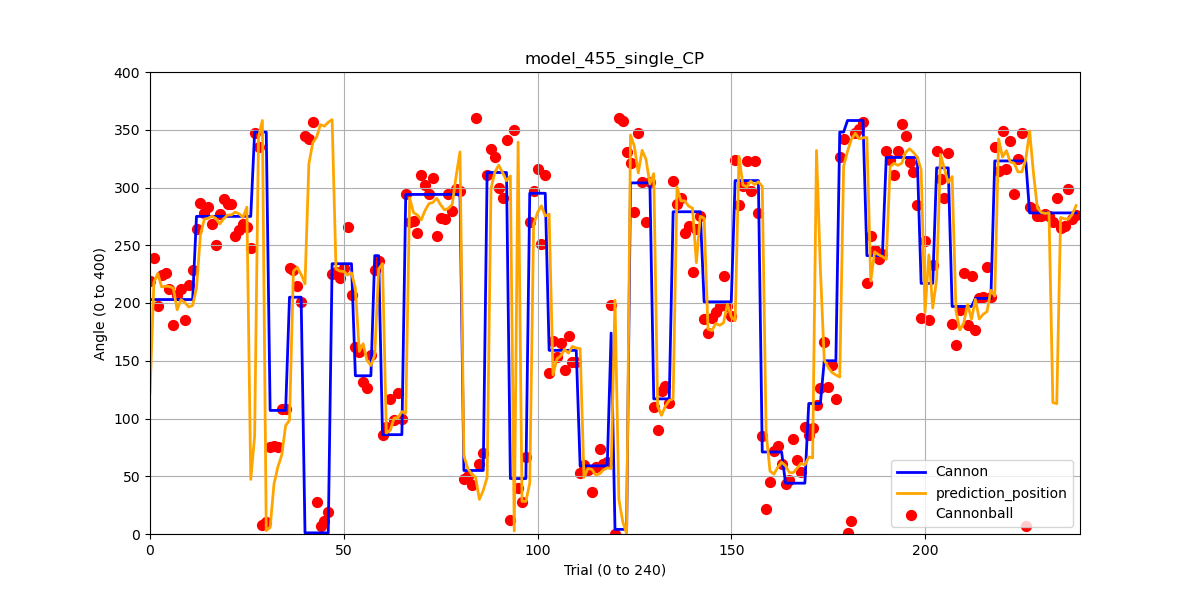 model_455_single_CP
400
350
300
250
200
150
100
50
0
Angle (0 to 400)
0 50 100 150 200
Trial (0 to 240)
Cannon
prediction_position
Cannonball